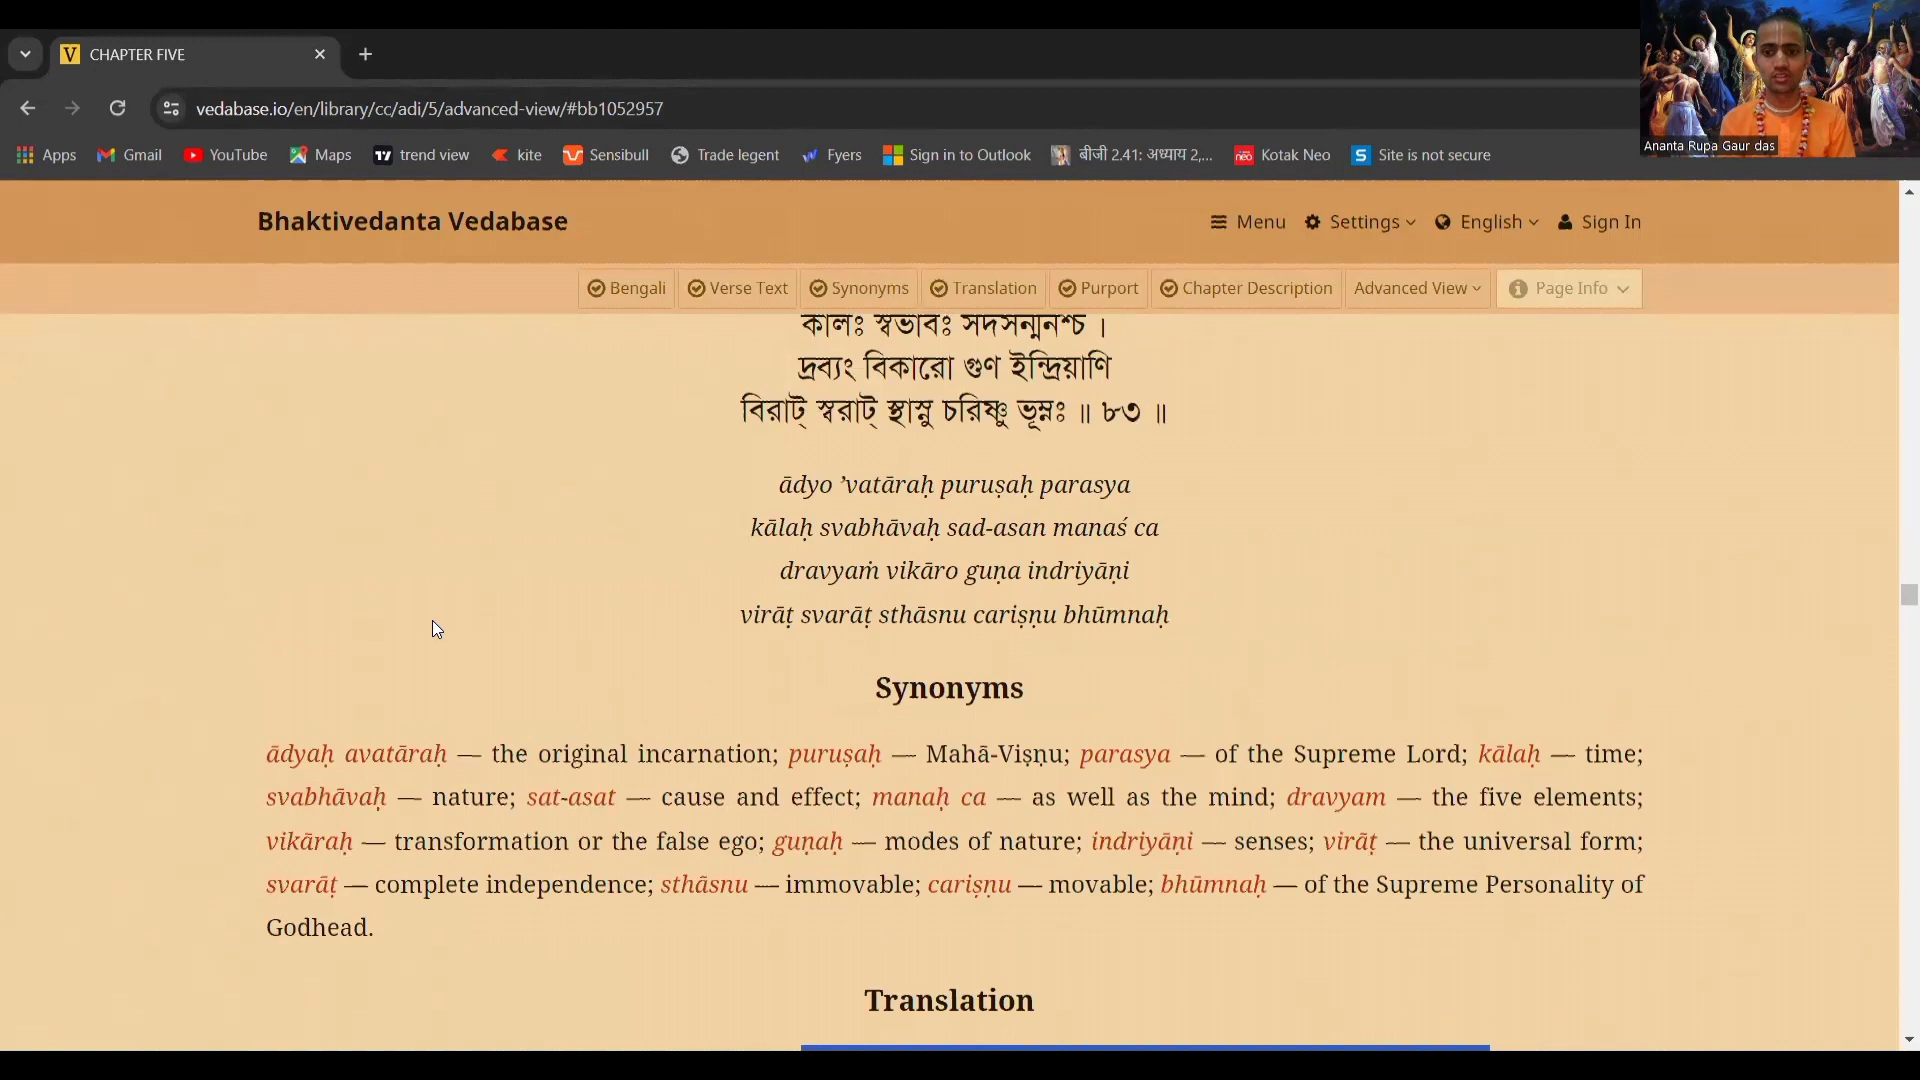 CHAPTER FIVE
vedabase.io/en/library/cc/adi/5/advanced-view/#bb1052957
Apps Gmail YouTube Maps trend view kite Sensibull Trade legent Fyers Sign in to Outlook बीजी 2.41: अध्याय 2,... Kotak Neo Site is not secure
Ananta Rupa Gaur das
Bhaktivedanta Vedabase Menu Settings English Sign In
Bengali Verse Text Synonyms Translation Purport Chapter Description Advanced View Page Info
কালঃ স্বভাবঃ সদসন্মনশ্চ ।
দ্রব্যং বিকারো গুণ ইন্দ্রিয়াণি
বিরাট্ স্বরাট্ স্থাস্নু চরিষ্ণু ভূম্নঃ ॥ ৮৩ ॥
ādyo ’vatāraḥ puruṣaḥ parasya
kālaḥ svabhāvaḥ sad-asan manaś ca
dravyaṁ vikāro guṇa indriyāṇi
virāṭ svarāṭ sthāsnu cariṣṇu bhūmnaḥ
Synonyms
ādyaḥ avatāraḥ — the original incarnation; puruṣaḥ — Mahā-Viṣṇu; parasya — of the Supreme Lord; kālaḥ — time;
svabhāvaḥ — nature; sat-asat — cause and effect; manaḥ ca — as well as the mind; dravyam — the five elements;
vikāraḥ — transformation or the false ego; guṇaḥ — modes of nature; indriyāṇi — senses; virāṭ — the universal form;
svarāṭ — complete independence; sthāsnu — immovable; cariṣṇu — movable; bhūmnaḥ — of the Supreme Personality of
Godhead.
Translation